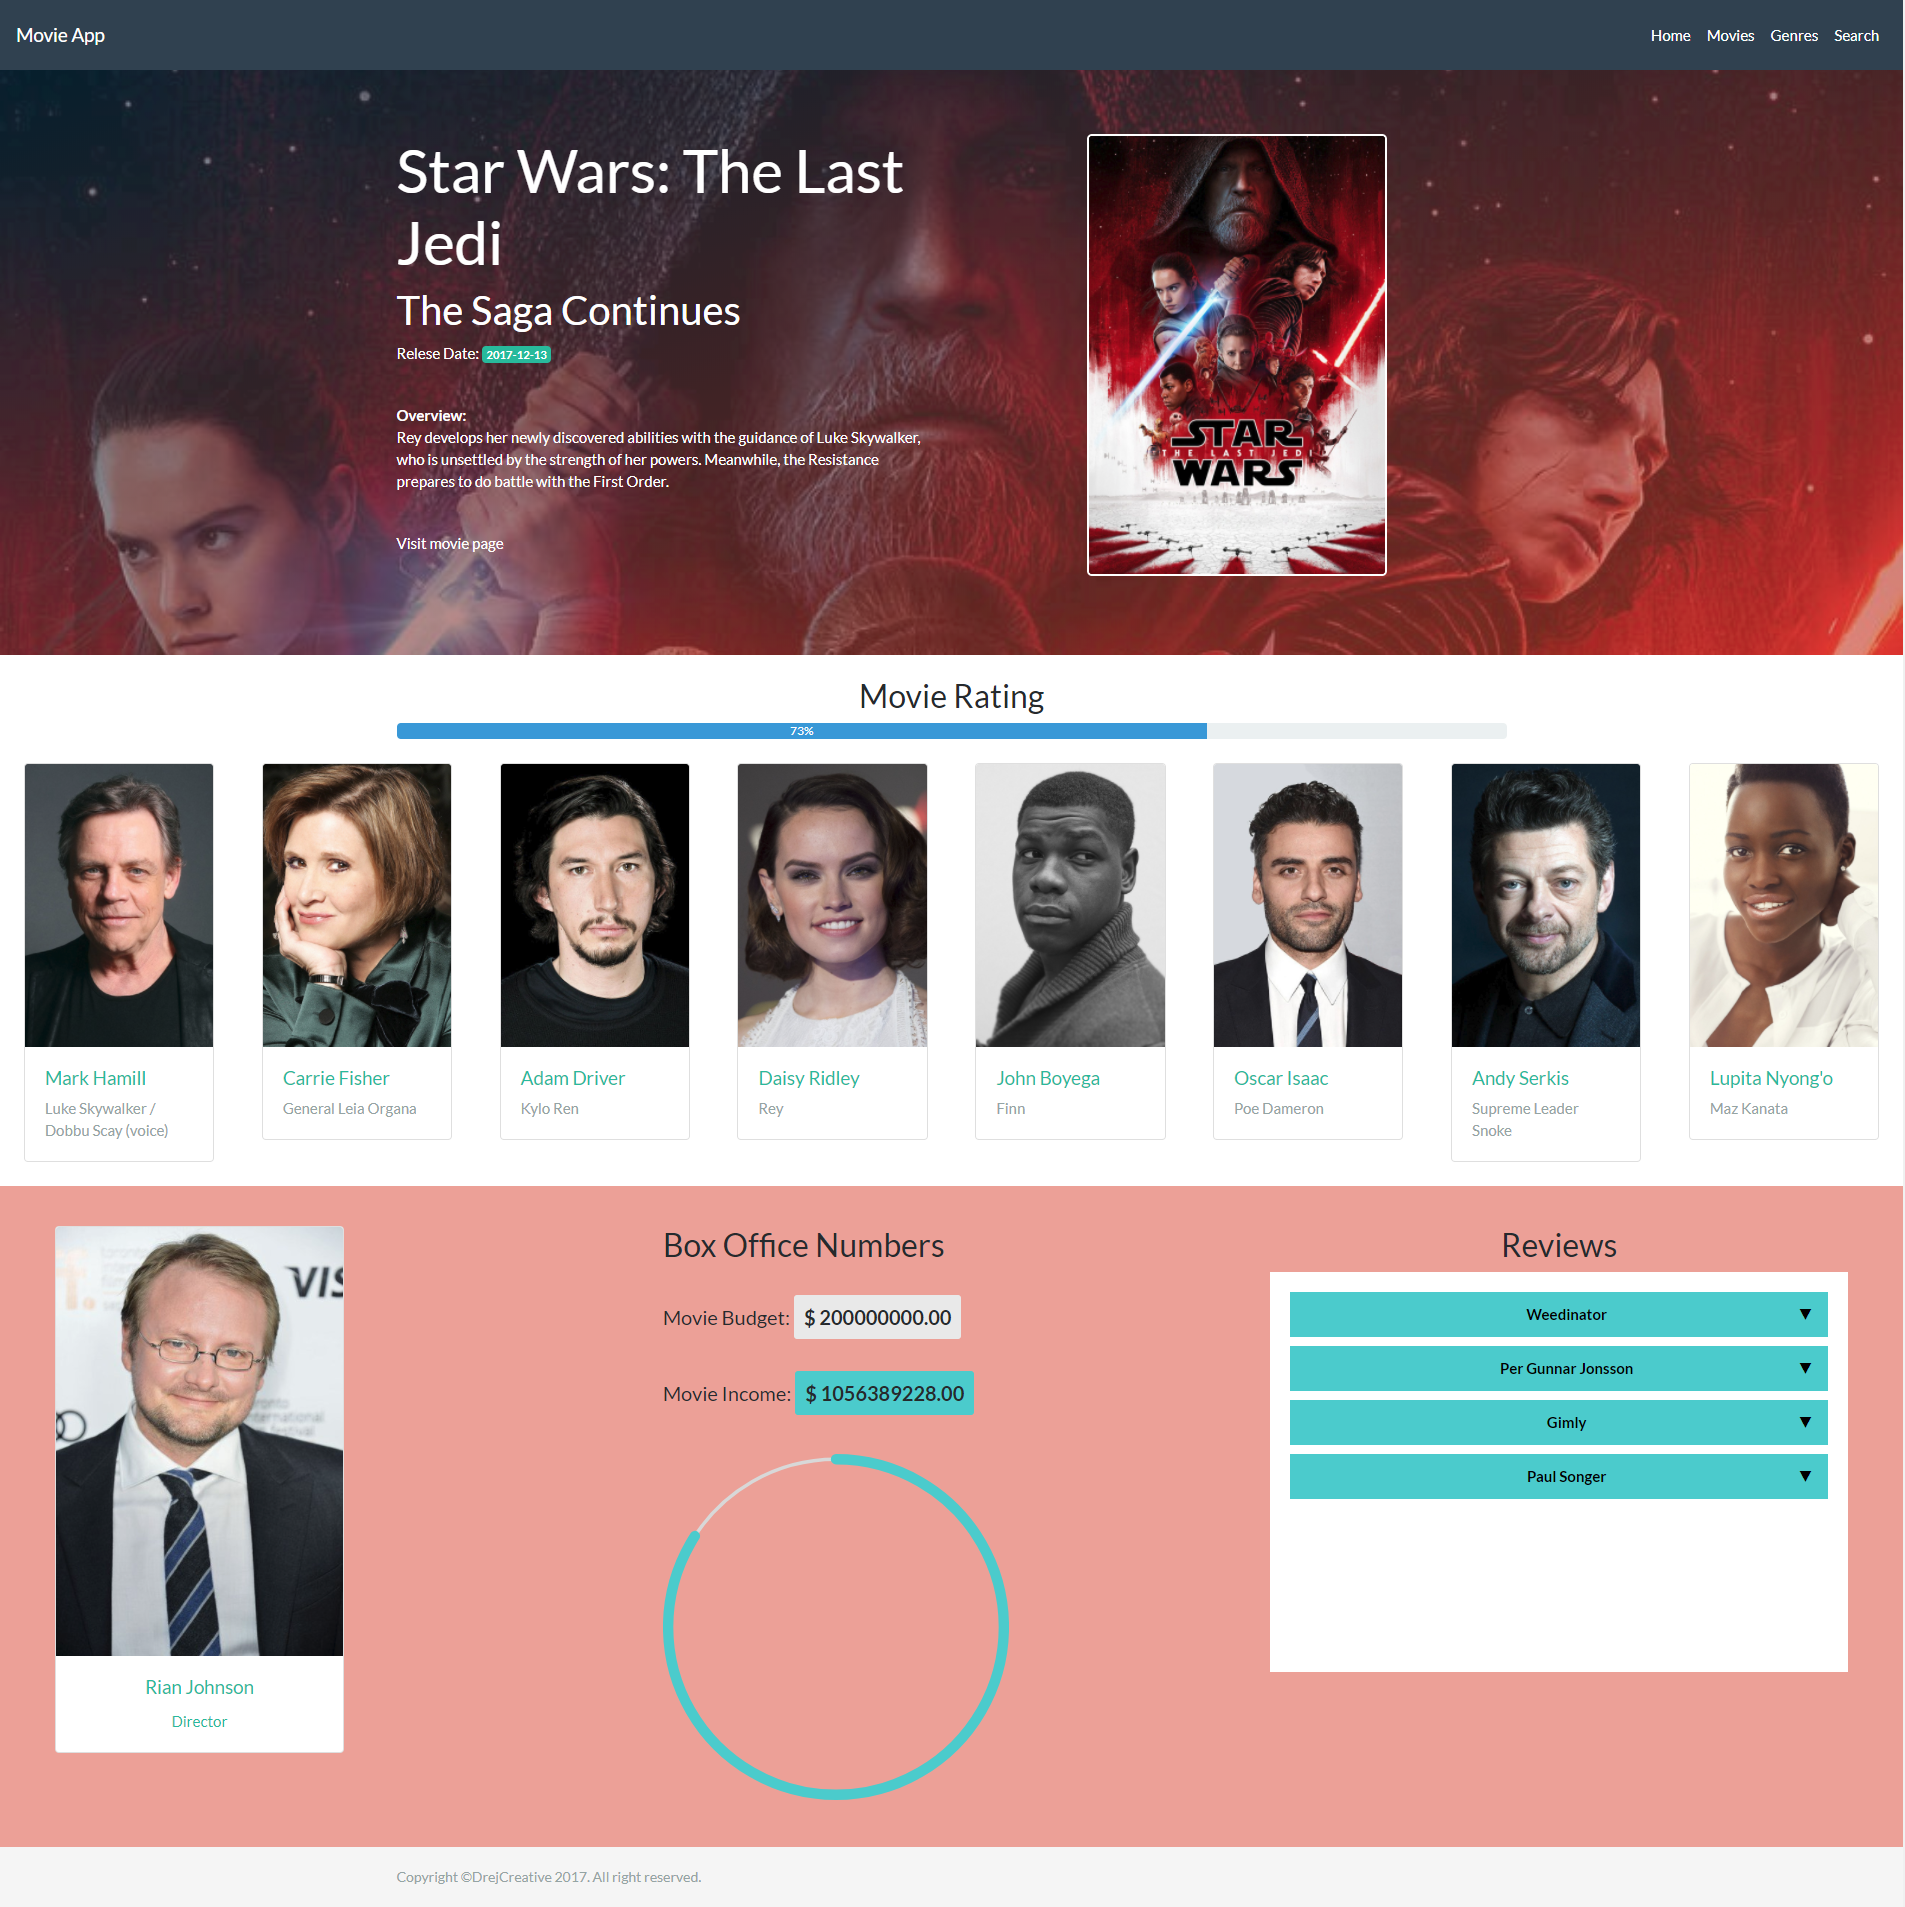 Movie App
Home Movies Genres Search
Star Wars: The Last
Jedi
The Saga Continues
Relese Date: 2017-12-13
Overview:
Rey develops her newly discovered abilities with the guidance of Luke Skywalker,
who is unsettled by the strength of her powers. Meanwhile, the Resistance
prepares to do battle with the First Order.
Visit movie page
STAR
THE LAST JEDI
WARS
Movie Rating
73%
Mark Hamill
Luke Skywalker /
Dobbu Scay (voice)
Carrie Fisher
General Leia Organa
Adam Driver
Kylo Ren
Daisy Ridley
Rey
John Boyega
Finn
Oscar Isaac
Poe Dameron
Andy Serkis
Supreme Leader
Snoke
Lupita Nyong'o
Maz Kanata
VIS
Rian Johnson
Director
Box Office Numbers
Movie Budget: $ 200000000.00
Movie Income: $ 1056389228.00
Reviews
Weedinator ▼
Per Gunnar Jonsson ▼
Gimly ▼
Paul Songer ▼
Copyright ©DrejCreative 2017. All right reserved.